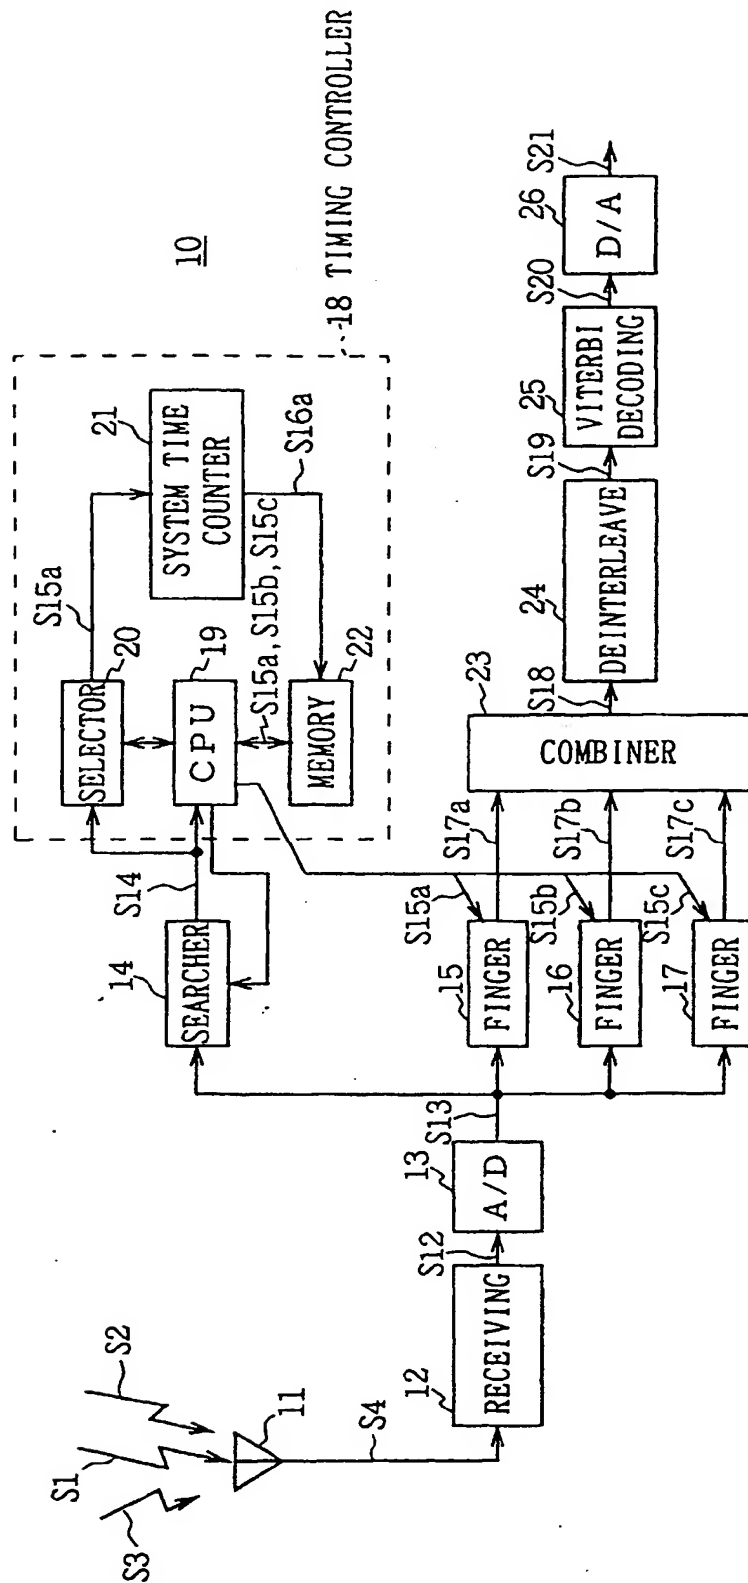 10
18 TIMING CONTROLLER
S15a
20
SELECTOR
21
SYSTEM TIME
COUNTER
S14
14
SEARCHER
19
CPU
S16a
S15a, S15b, S15c
22
MEMORY
S1
S2
S3
11
S4
12
RECEIVING
S12
13
A/D
S13
15
FINGER
S15a
S17a
16
FINGER
S15b
S17b
17
FINGER
S15c
S17c
23
COMBINER
S18
24
DEINTERLEAVE
S19
25
VITERBI
DECODING
S20
26
D/A
S21